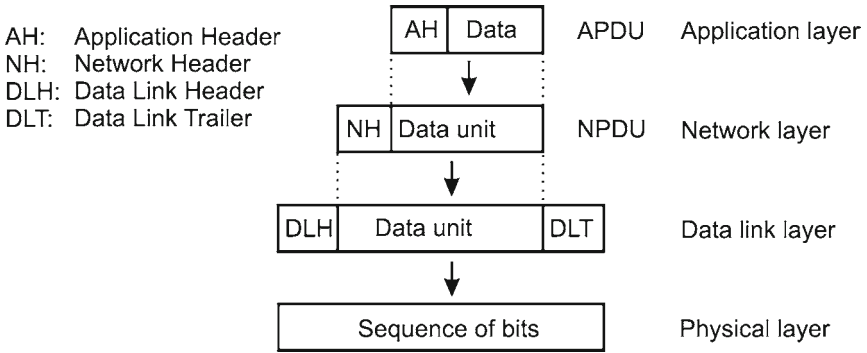 AH: Application Header
NH: Network Header
DLH: Data Link Header
DLT: Data Link Trailer
AH Data APDU Application layer
NH Data unit NPDU Network layer
DLH Data unit DLT Data link layer
Sequence of bits Physical layer